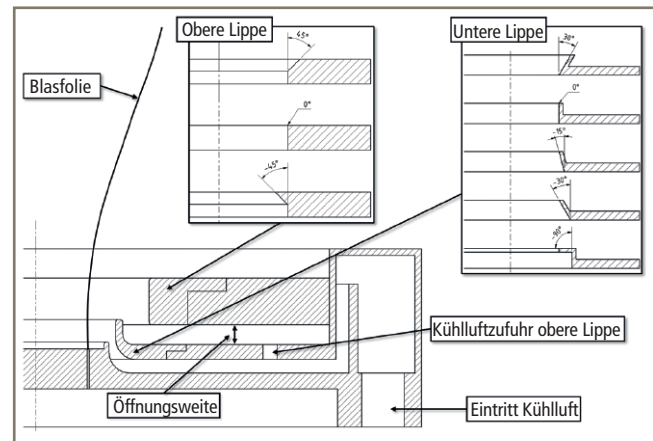 Obere Lippe
45°
0°
-45°
Untere Lippe
30°
0°
-15°
-30°
-90°
Blasfolie
Kühlluftzufuhr obere Lippe
Öffnungsweite
Eintritt Kühlluft